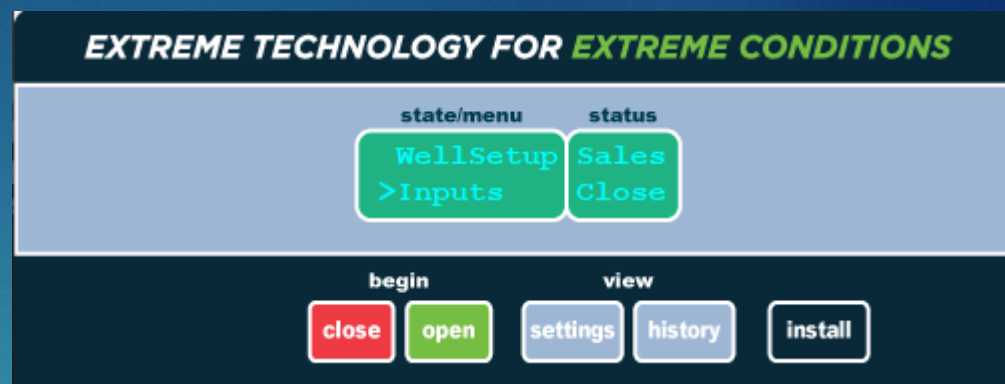 EXTREME TECHNOLOGY FOR EXTREME CONDITIONS
state/menu status
WellSetup Sales
>Inputs Close
begin view
close open settings history install